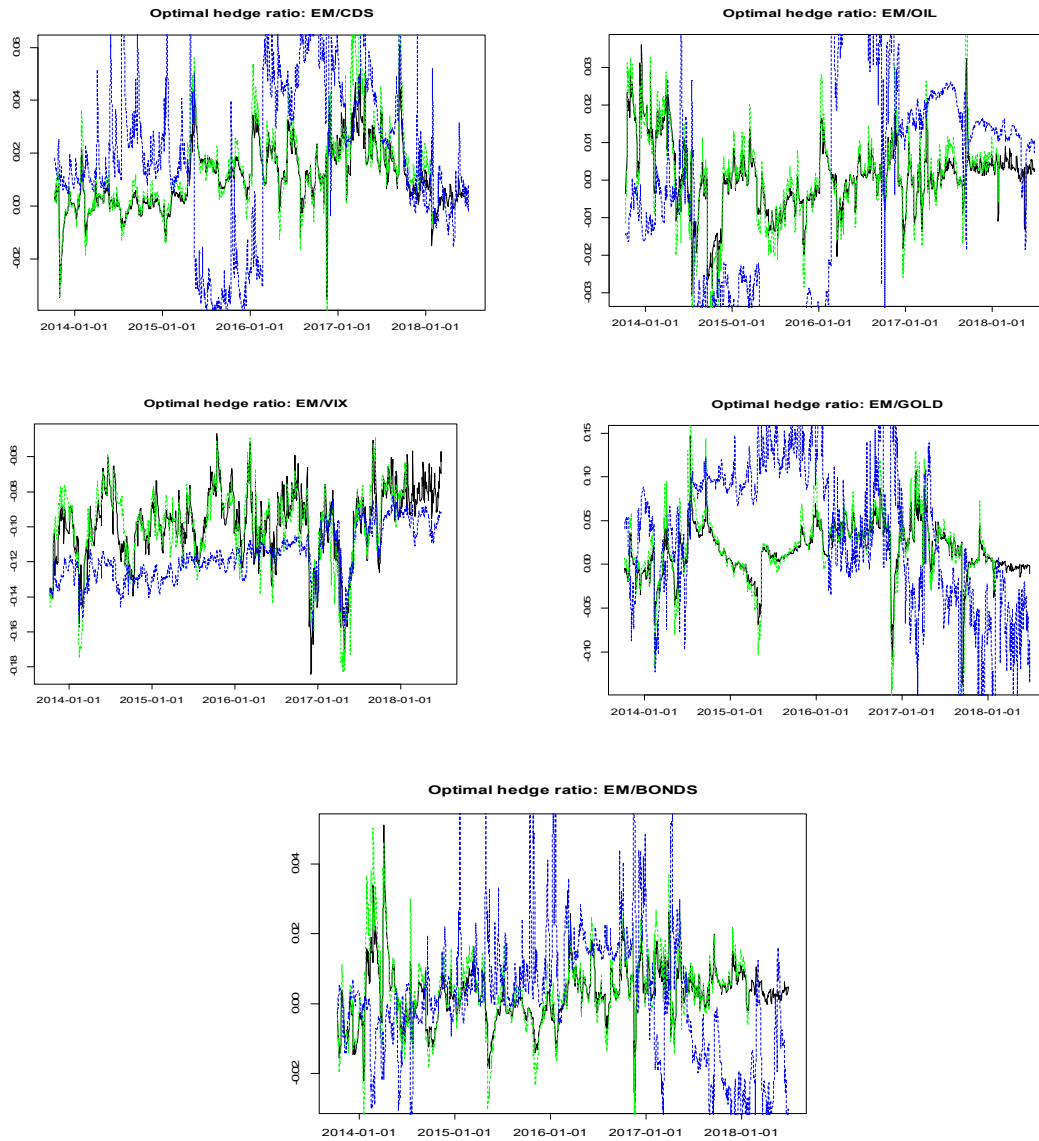 Optimal hedge ratio: EM/CDS
0.06
0.04
0.02
0.00
-0.02
2014-01-01 2015-01-01 2016-01-01 2017-01-01 2018-01-01
Optimal hedge ratio: EM/OIL
0.03
0.02
0.01
0.00
-0.01
-0.02
-0.03
2014-01-01 2015-01-01 2016-01-01 2017-01-01 2018-01-01
Optimal hedge ratio: EM/VIX
-0.06
-0.08
-0.10
-0.12
-0.14
-0.16
-0.18
2014-01-01 2015-01-01 2016-01-01 2017-01-01 2018-01-01
Optimal hedge ratio: EM/GOLD
0.15
0.10
0.05
0.00
-0.05
-0.10
2014-01-01 2015-01-01 2016-01-01 2017-01-01 2018-01-01
Optimal hedge ratio: EM/BONDS
0.04
0.02
0.00
-0.02
2014-01-01 2015-01-01 2016-01-01 2017-01-01 2018-01-01